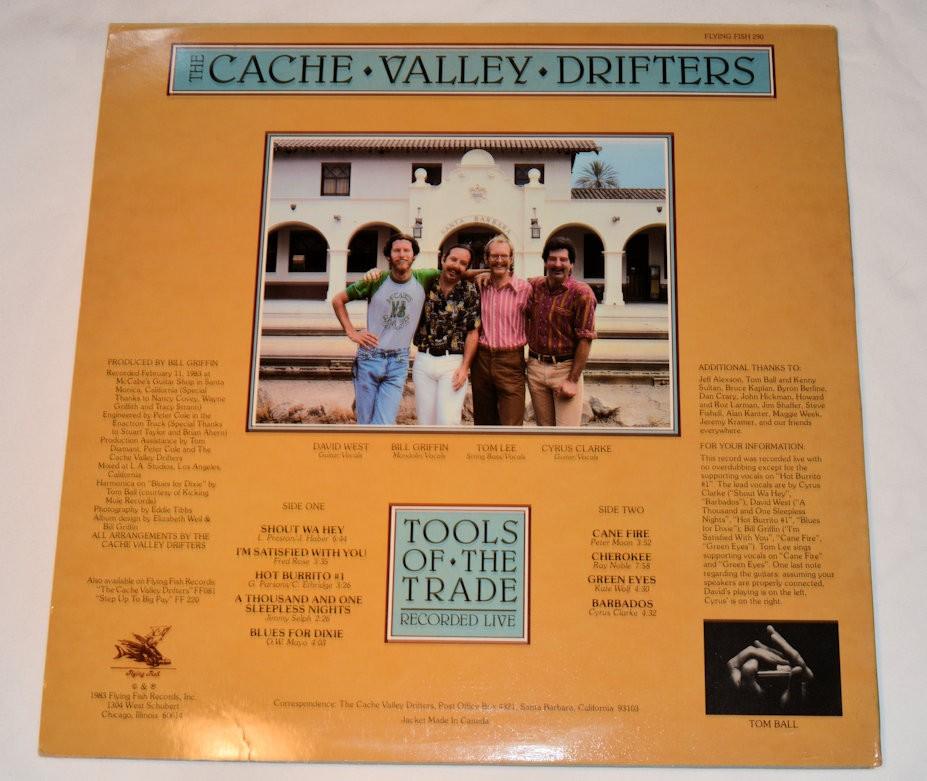 FLYING FISH 290
THE CACHE • VALLEY • DRIFTERS
SANTA BARBARA
McCABE'S
DAVID WEST
Guitar/Vocals
BILL GRIFFIN
Mandolin/Vocals
TOM LEE
String Bass/Vocals
CYRUS CLARKE
Guitar/Vocals
PRODUCED BY BILL GRIFFIN
Recorded February 11, 1983 at
McCabe's Guitar Shop in Santa
Monica, California (Special
Thanks to Nancy Covey, Wayne
Griffith and Tracy Strann)
Engineered by Peter Cole in the
Enactron Truck (Special Thanks
to Stuart Taylor and Brian Ahern)
Production Assistance by Tom
Diamant, Peter Cole and The
Cache Valley Drifters
Mixed at L.A. Studios, Los Angeles,
California
Harmonica on "Blues for Dixie" by
Tom Ball (courtesy of Kicking
Mule Records)
Photography by Eddie Tibbs
Album design by Elizabeth Weil &
Bill Griffin
ALL ARRANGEMENTS BY THE
CACHE VALLEY DRIFTERS
Also available on Flying Fish Records:
"The Cache Valley Drifters" FF081
"Step Up To Big Pay" FF 220
Flying Fish
© & ℗
1983 Flying Fish Records, Inc.
1304 West Schubert
Chicago, Illinois 60614
SIDE ONE
SHOUT WA HEY
L. Preston/J. Haber 6:44
I'M SATISFIED WITH YOU
Fred Rose 3:35
HOT BURRITO #1
G. Parsons/C. Ethridge 3:26
A THOUSAND AND ONE
SLEEPLESS NIGHTS
Jimmy Selph 2:26
BLUES FOR DIXIE
O.W. Mayo 4:03
TOOLS
OF • THE
TRADE
RECORDED LIVE
SIDE TWO
CANE FIRE
Peter Moon 3:52
CHEROKEE
Ray Noble 7:58
GREEN EYES
Kate Wolf 4:30
BARBADOS
Cyrus Clarke 4:32
ADDITIONAL THANKS TO:
Jeff Alexson, Tom Ball and Kenny
Sultan, Bruce Kaplan, Byron Berline,
Dan Crary, John Hickman, Howard
and Roz Larman, Jim Shaffer, Steve
Fishell, Alan Kanter, Maggie Week,
Jeremy Kramer, and our friends
everywhere.
FOR YOUR INFORMATION:
This record was recorded live with
no overdubbing except for the
supporting vocals on "Hot Burrito
#1". The lead vocals are by Cyrus
Clarke ("Shout Wa Hey",
"Barbados"); David West ("A
Thousand and One Sleepless
Nights", "Hot Burrito #1", "Blues
for Dixie"); Bill Griffin ("I'm
Satisfied With You", "Cane Fire",
"Green Eyes"). Tom Lee sings
supporting vocals on "Cane Fire"
and "Green Eyes". One last note
regarding the guitars: assuming your
speakers are properly connected,
David's playing is on the left,
Cyrus' is on the right.
TOM BALL
Correspondence: The Cache Valley Drifters, Post Office Box 4321, Santa Barbara, California 93103
Jacket Made In Canada